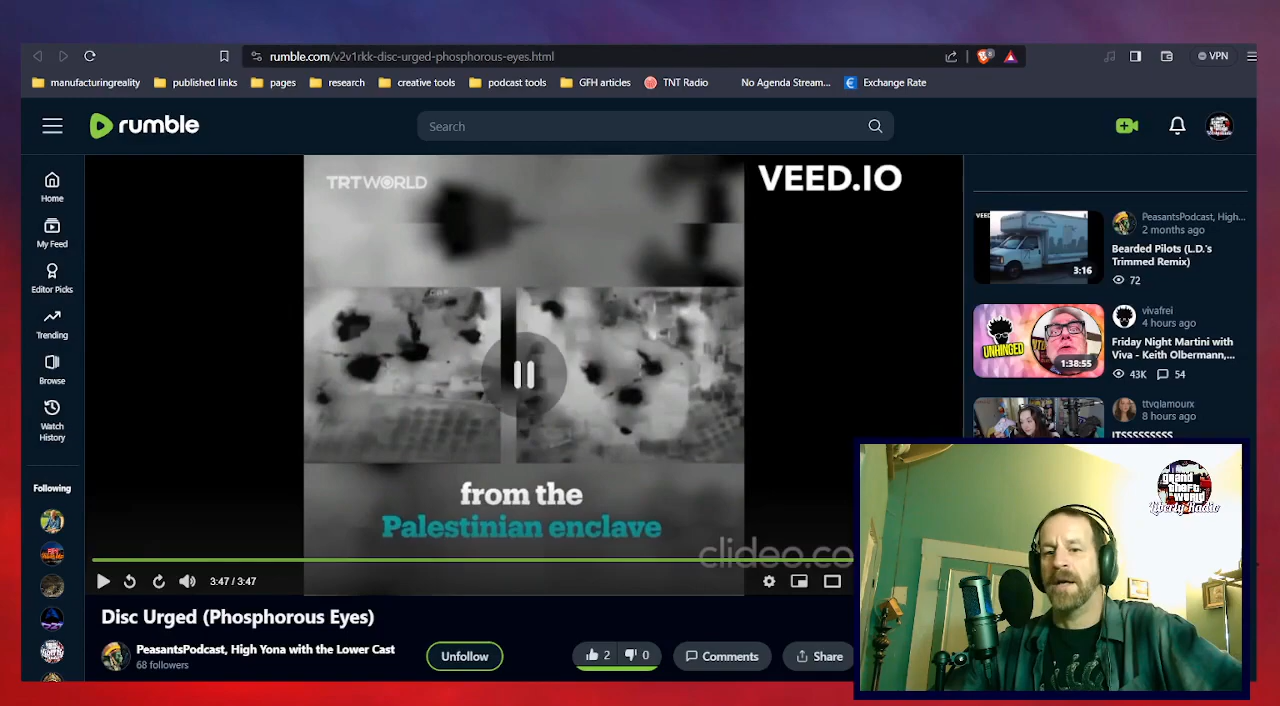 rumble.com/v2v1rkk-disc-urged-phosphorous-eyes.html
VPN
manufacturingreality
published links
pages
research
creative tools
podcast tools
GFH articles
TNT Radio
No Agenda Stream...
Exchange Rate
rumble
Search
Home
My Feed
Editor Picks
Trending
Browse
Watch
History
Following
TRTWORLD
VEED.IO
from the
Palestinian enclave
clideo.co
3:47 / 3:47
Disc Urged (Phosphorous Eyes)
PeasantsPodcast, High Yona with the Lower Cast
68 followers
Unfollow
2
0
Comments
Share
VEED
3:16
PeasantsPodcast, High...
2 months ago
Bearded Pilots (L.D.'s
Trimmed Remix)
72
UNHINGED
1:38:55
vivafrei
4 hours ago
Friday Night Martini with
Viva - Keith Olbermann,...
43K
54
ttvglamourx
8 hours ago
ITSSSSSSSS
grand
theft
world
Liberty Radio